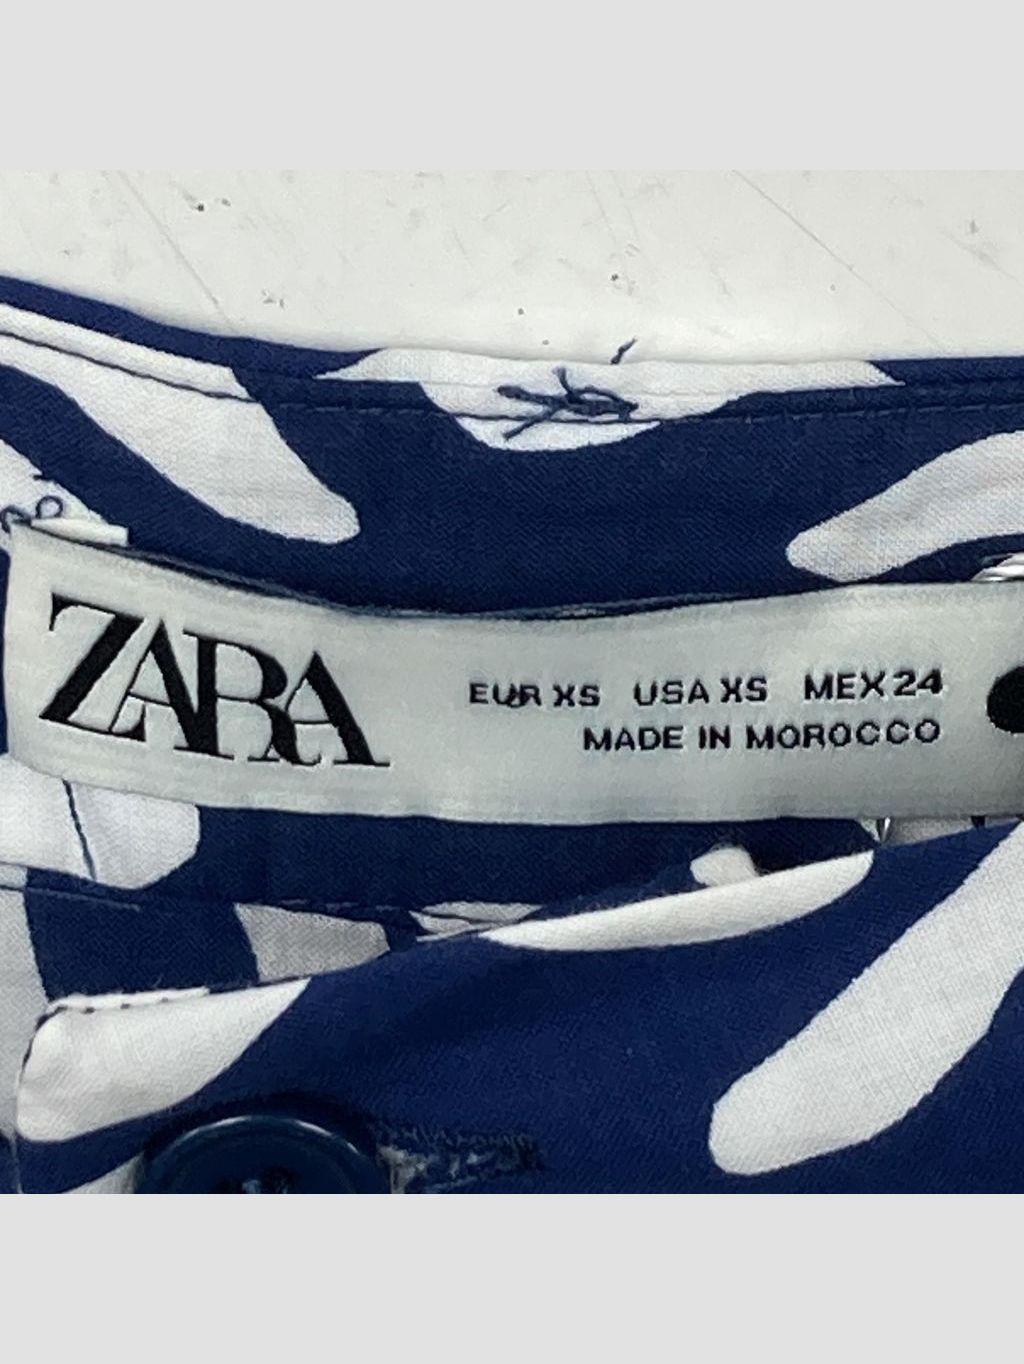 ZARA
EUR XS USA XS MEX 24
MADE IN MOROCCO